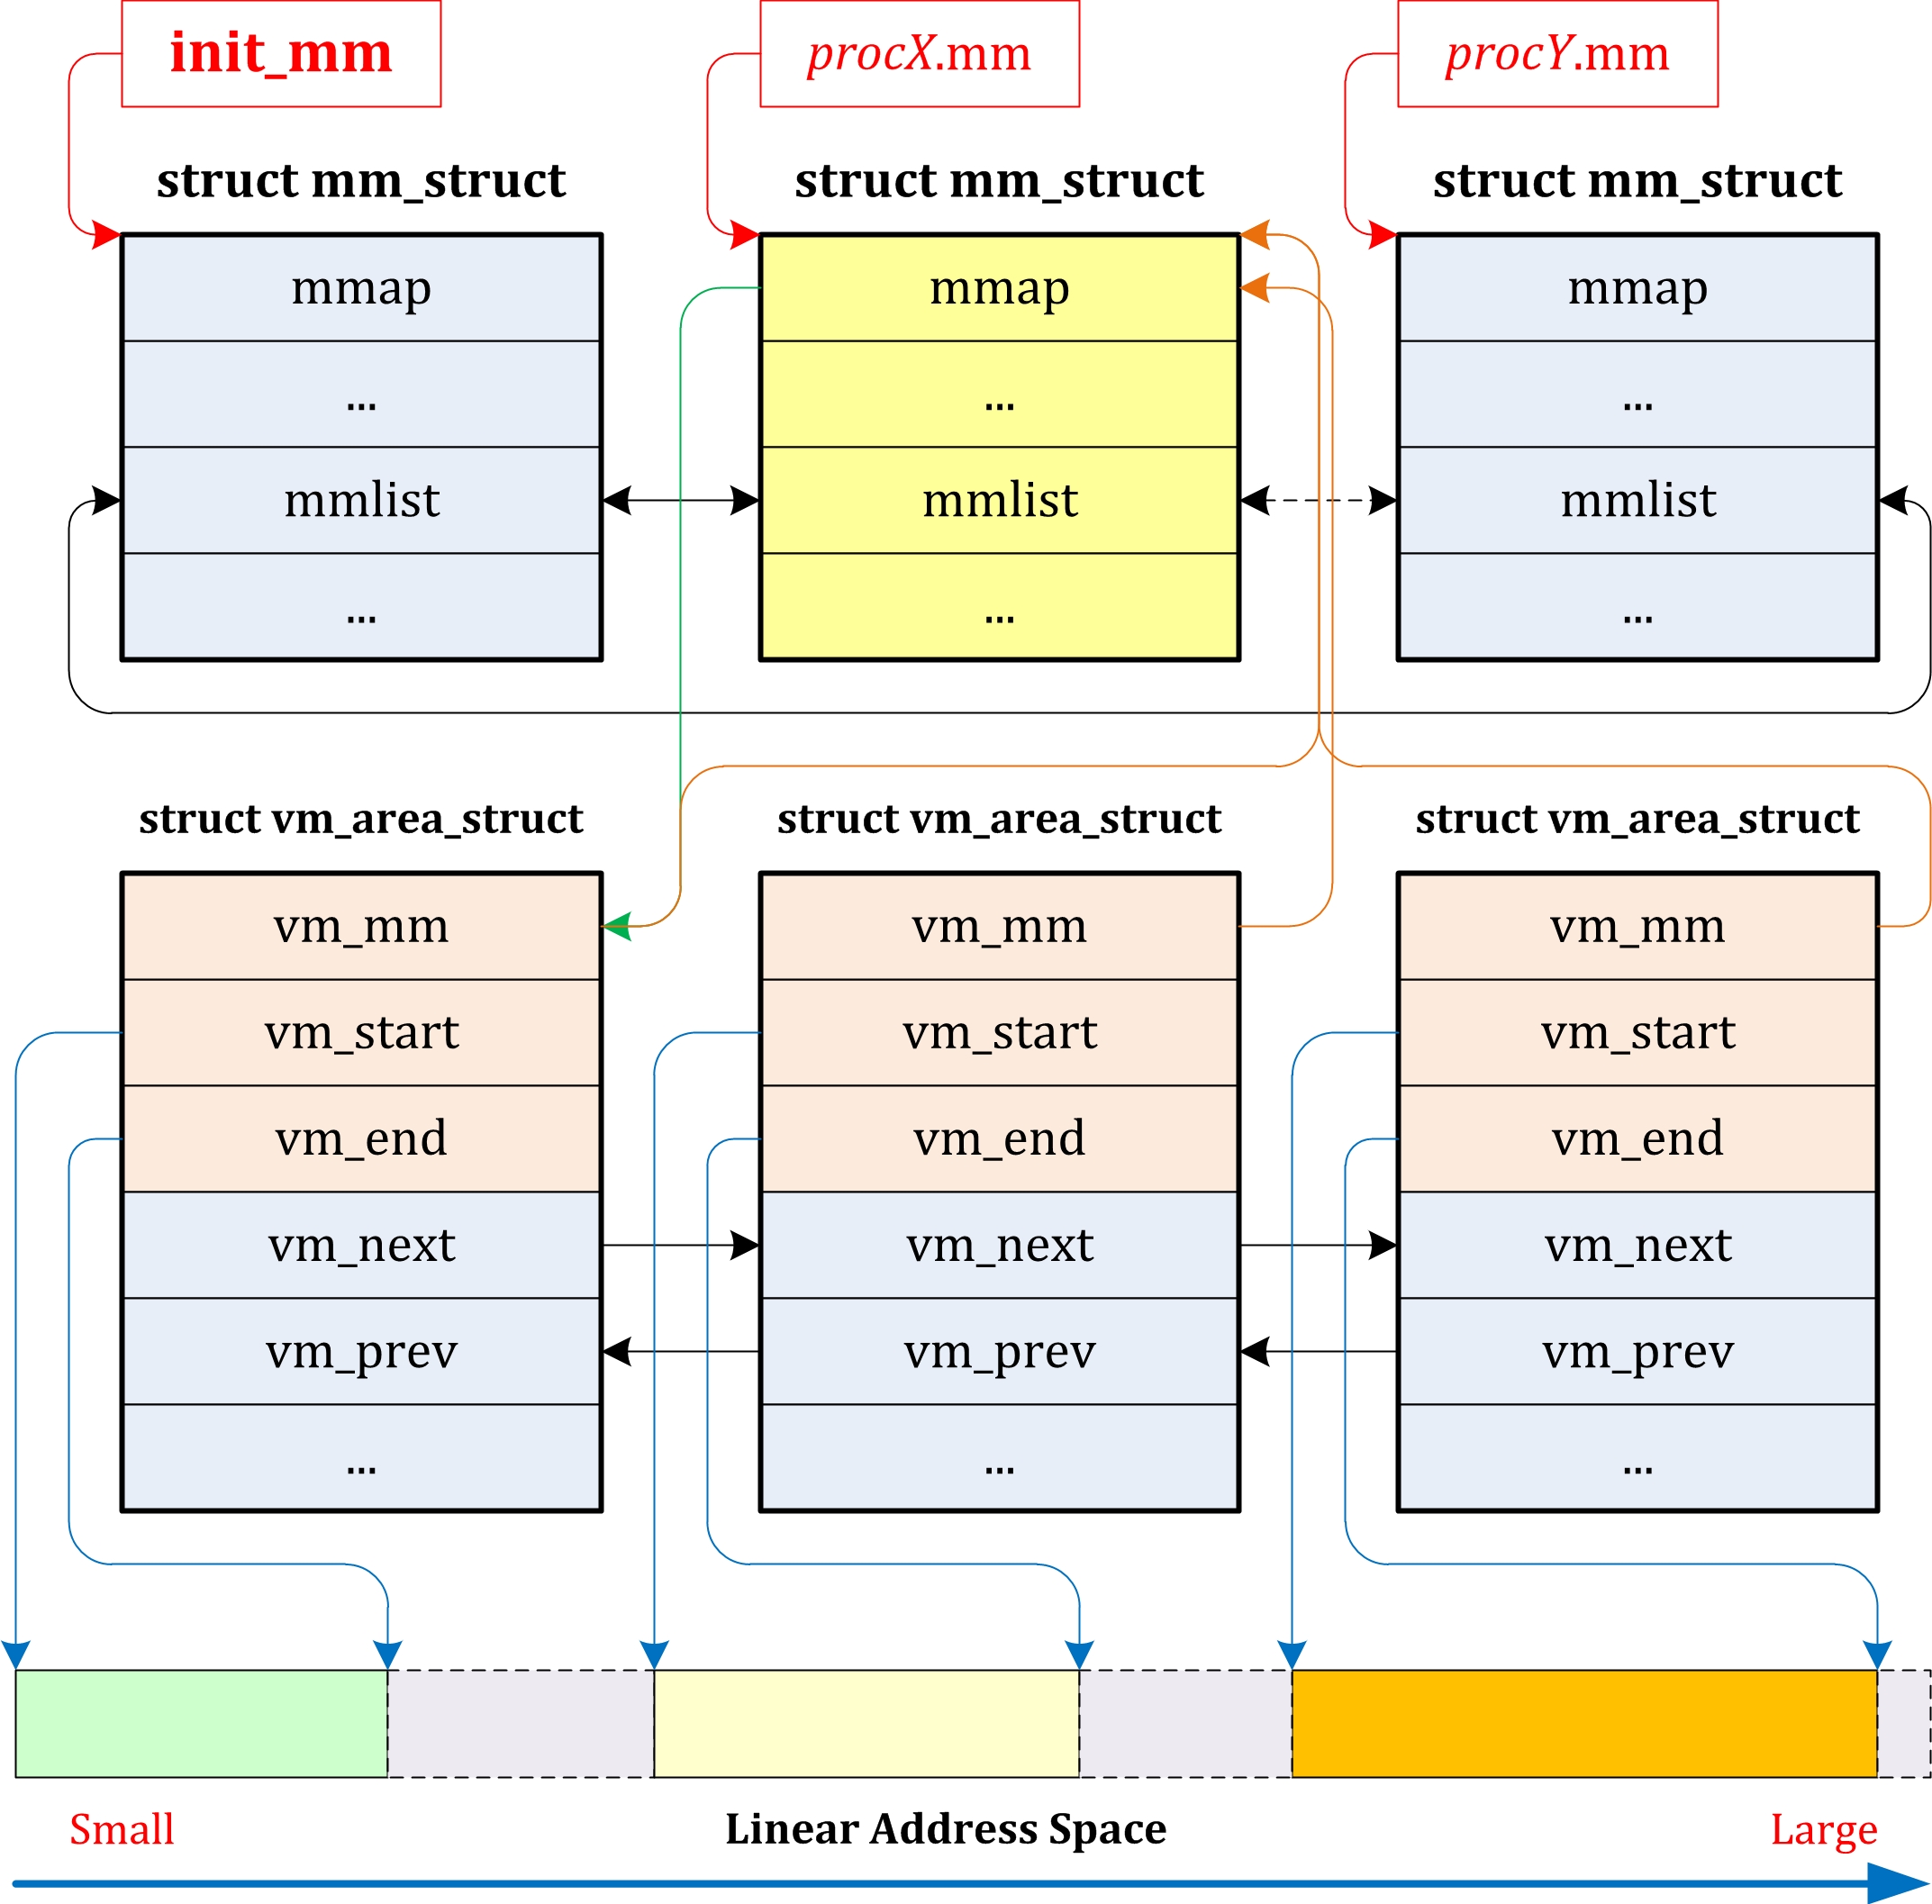 init_mm
procX.mm
procY.mm
struct mm_struct
struct mm_struct
struct mm_struct
mmap
mmap
mmap
...
...
...
mmlist
mmlist
mmlist
...
...
...
struct vm_area_struct
struct vm_area_struct
struct vm_area_struct
vm_mm
vm_mm
vm_mm
vm_start
vm_start
vm_start
vm_end
vm_end
vm_end
vm_next
vm_next
vm_next
vm_prev
vm_prev
vm_prev
...
...
...
Small
Linear Address Space
Large